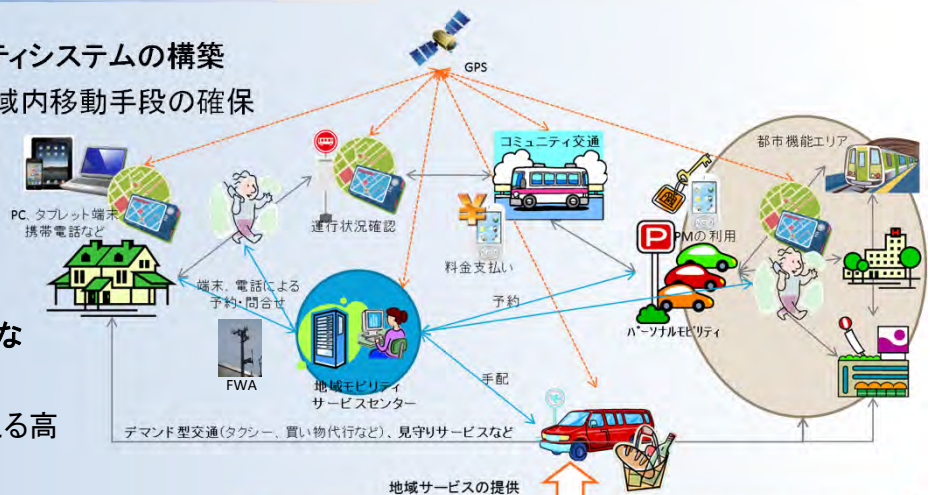 ティシステムの構築
域内移動手段の確保
GPS
コミュニティ交通
都市機能エリア
PC、タブレット端末
携帯電話など
運行状況確認
料金支払い
P
PMの利用
パーソナルモビリティ
端末、電話による
予約・問合せ
予約
な
FWA
地域モビリティ
サービスセンター
手配
る高
デマンド型交通(タクシー、買い物代行など)、見守りサービスなど
地域サービスの提供